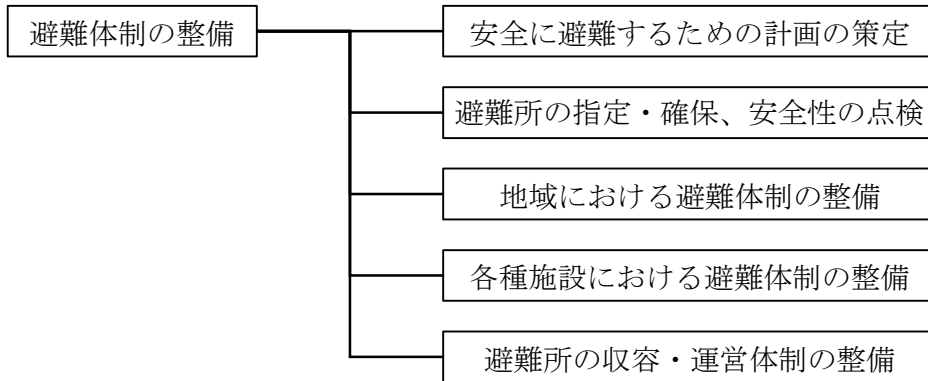 避難体制の整備
安全に避難するための計画の策定
避難所の指定・確保、安全性の点検
地域における避難体制の整備
各種施設における避難体制の整備
避難所の収容・運営体制の整備